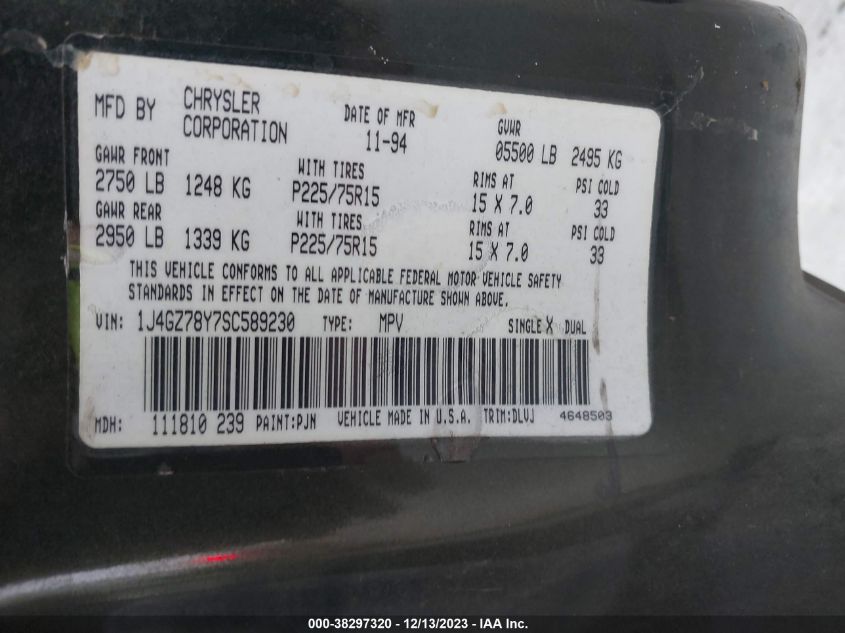 MFD BY CHRYSLER CORPORATION DATE OF MFR 11-94 GVWR 05500 LB 2495 KG
GAWR FRONT WITH TIRES RIMS AT PSI COLD
2750 LB 1248 KG P225/75R15 15 X 7.0 33
GAWR REAR WITH TIRES RIMS AT PSI COLD
2950 LB 1339 KG P225/75R15 15 X 7.0 33
THIS VEHICLE CONFORMS TO ALL APPLICABLE FEDERAL MOTOR VEHICLE SAFETY
STANDARDS IN EFFECT ON THE DATE OF MANUFACTURE SHOWN ABOVE.
VIN: 1J4GZ78Y7SC589230 TYPE: MPV SINGLE X DUAL
MDH: 111810 239 PAINT:PJN VEHICLE MADE IN U.S.A. TRIM:DLVJ 4648503
000-38297320 / 12/13/2023 - IAA Inc.